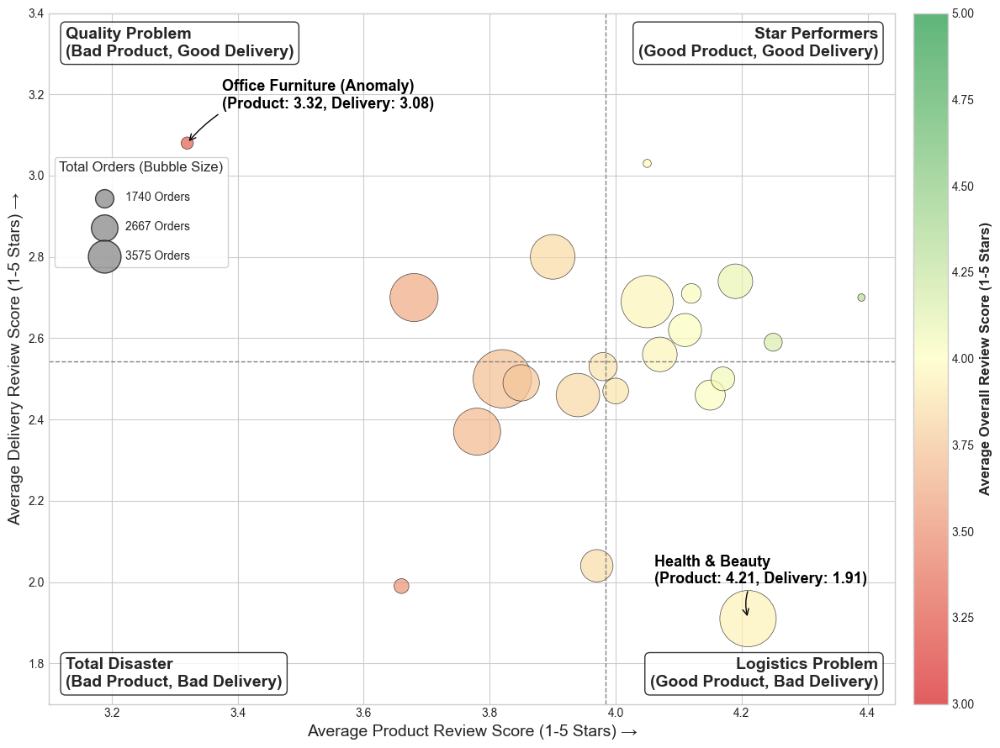 Quality Problem
(Bad Product, Good Delivery)
Star Performers
(Good Product, Good Delivery)
Office Furniture (Anomaly)
(Product: 3.32, Delivery: 3.08)
Total Orders (Bubble Size)
1740 Orders
2667 Orders
3575 Orders
Health & Beauty
(Product: 4.21, Delivery: 1.91)
Total Disaster
(Bad Product, Bad Delivery)
Logistics Problem
(Good Product, Bad Delivery)
Average Delivery Review Score (1-5 Stars) →
3.4
3.2
3.0
2.8
2.6
2.4
2.2
2.0
1.8
3.2
3.4
3.6
3.8
4.0
4.2
4.4
Average Product Review Score (1-5 Stars) →
5.00
4.75
4.50
4.25
4.00
3.75
3.50
3.25
3.00
Average Overall Review Score (1-5 Stars)